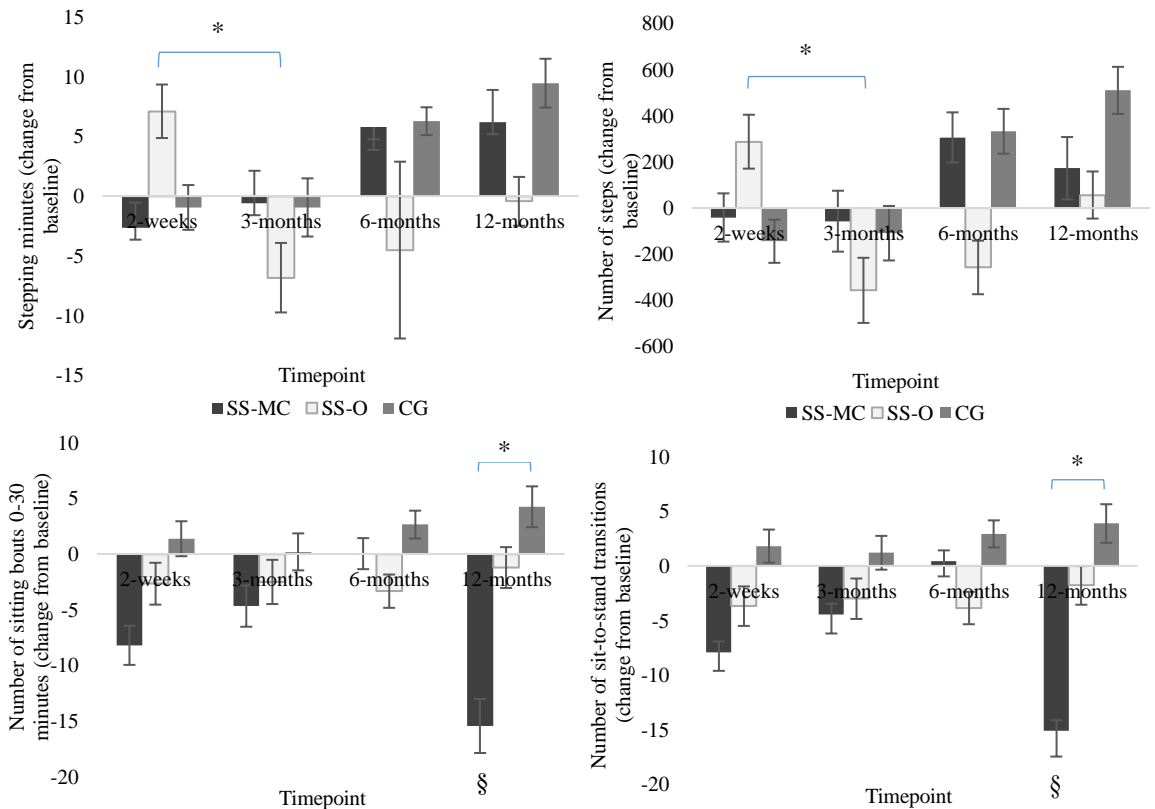 Stepping minutes (change from
baseline)
15
10
5
0
-5
-10
-15
*
2-weeks
3-months
6-months
12-months
Timepoint
Number of steps (change from
baseline)
800
600
400
200
0
-200
-400
-600
*
2-weeks
3-months
6-months
12-months
Timepoint
SS-MC SS-O CG
SS-MC SS-O CG
Number of sitting bouts 0-30
minutes (change from baseline)
10
5
0
-5
-10
-15
-20
*
2-weeks
3-months
6-months
12-months
§
Timepoint
Number of sit-to-stand transitions
(change from baseline)
10
5
0
-5
-10
-15
-20
*
2-weeks
3-months
6-months
12-months
§
Timepoint